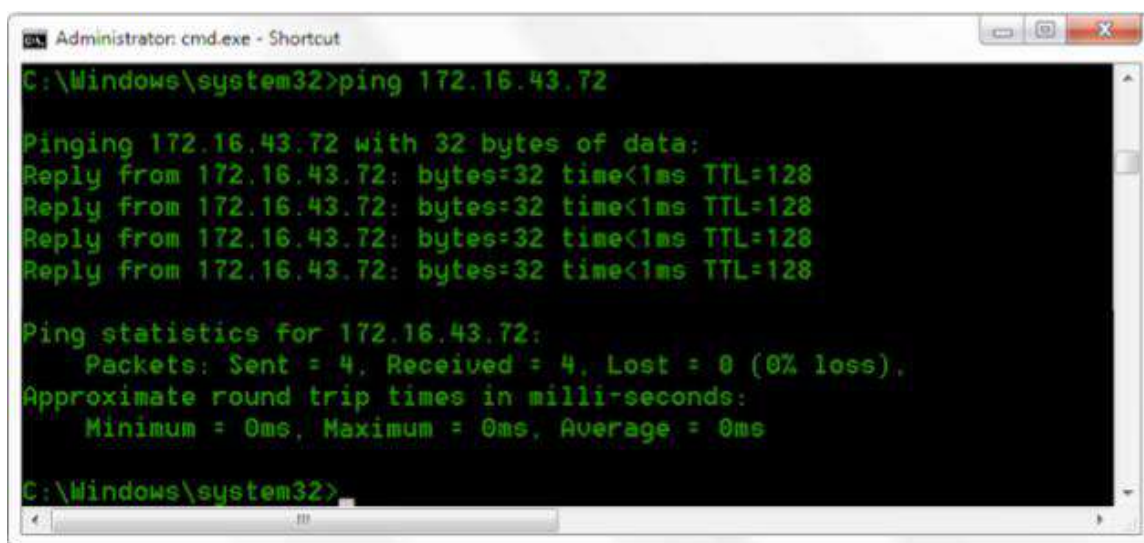 Administrator: cmd.exe - Shortcut
C:\Windows\system32>ping 172.16.43.72
Pinging 172.16.43.72 with 32 bytes of data:
Reply from 172.16.43.72: bytes=32 time<1ms TTL=128
Reply from 172.16.43.72: bytes=32 time<1ms TTL=128
Reply from 172.16.43.72: bytes=32 time<1ms TTL=128
Reply from 172.16.43.72: bytes=32 time<1ms TTL=128
Ping statistics for 172.16.43.72:
Packets: Sent = 4, Received = 4, Lost = 0 (0% loss),
Approximate round trip times in milli-seconds:
Minimum = 0ms, Maximum = 0ms, Average = 0ms
C:\Windows\system32>